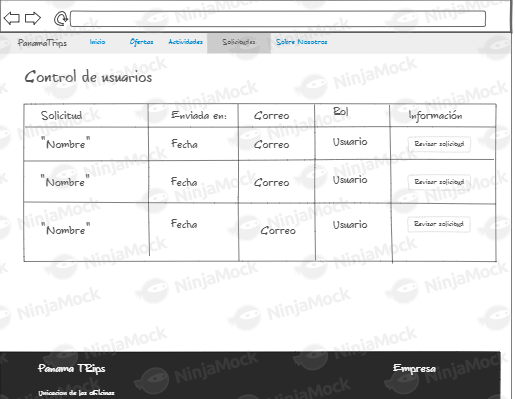 PanamaTrips Inicio Ofertas Actividades Solicitudes Sobre Nosotros
Control de usuarios
Solicitud Enviada en: Correo Rol Información
"Nombre" Fecha Correo Usuario Revisar solicitud
"Nombre" Fecha Correo Usuario Revisar solicitud
"Nombre" Fecha Correo Usuario Revisar solicitud
Panama TRips Empresa
Unicacion de las oficinas
NinjaMock